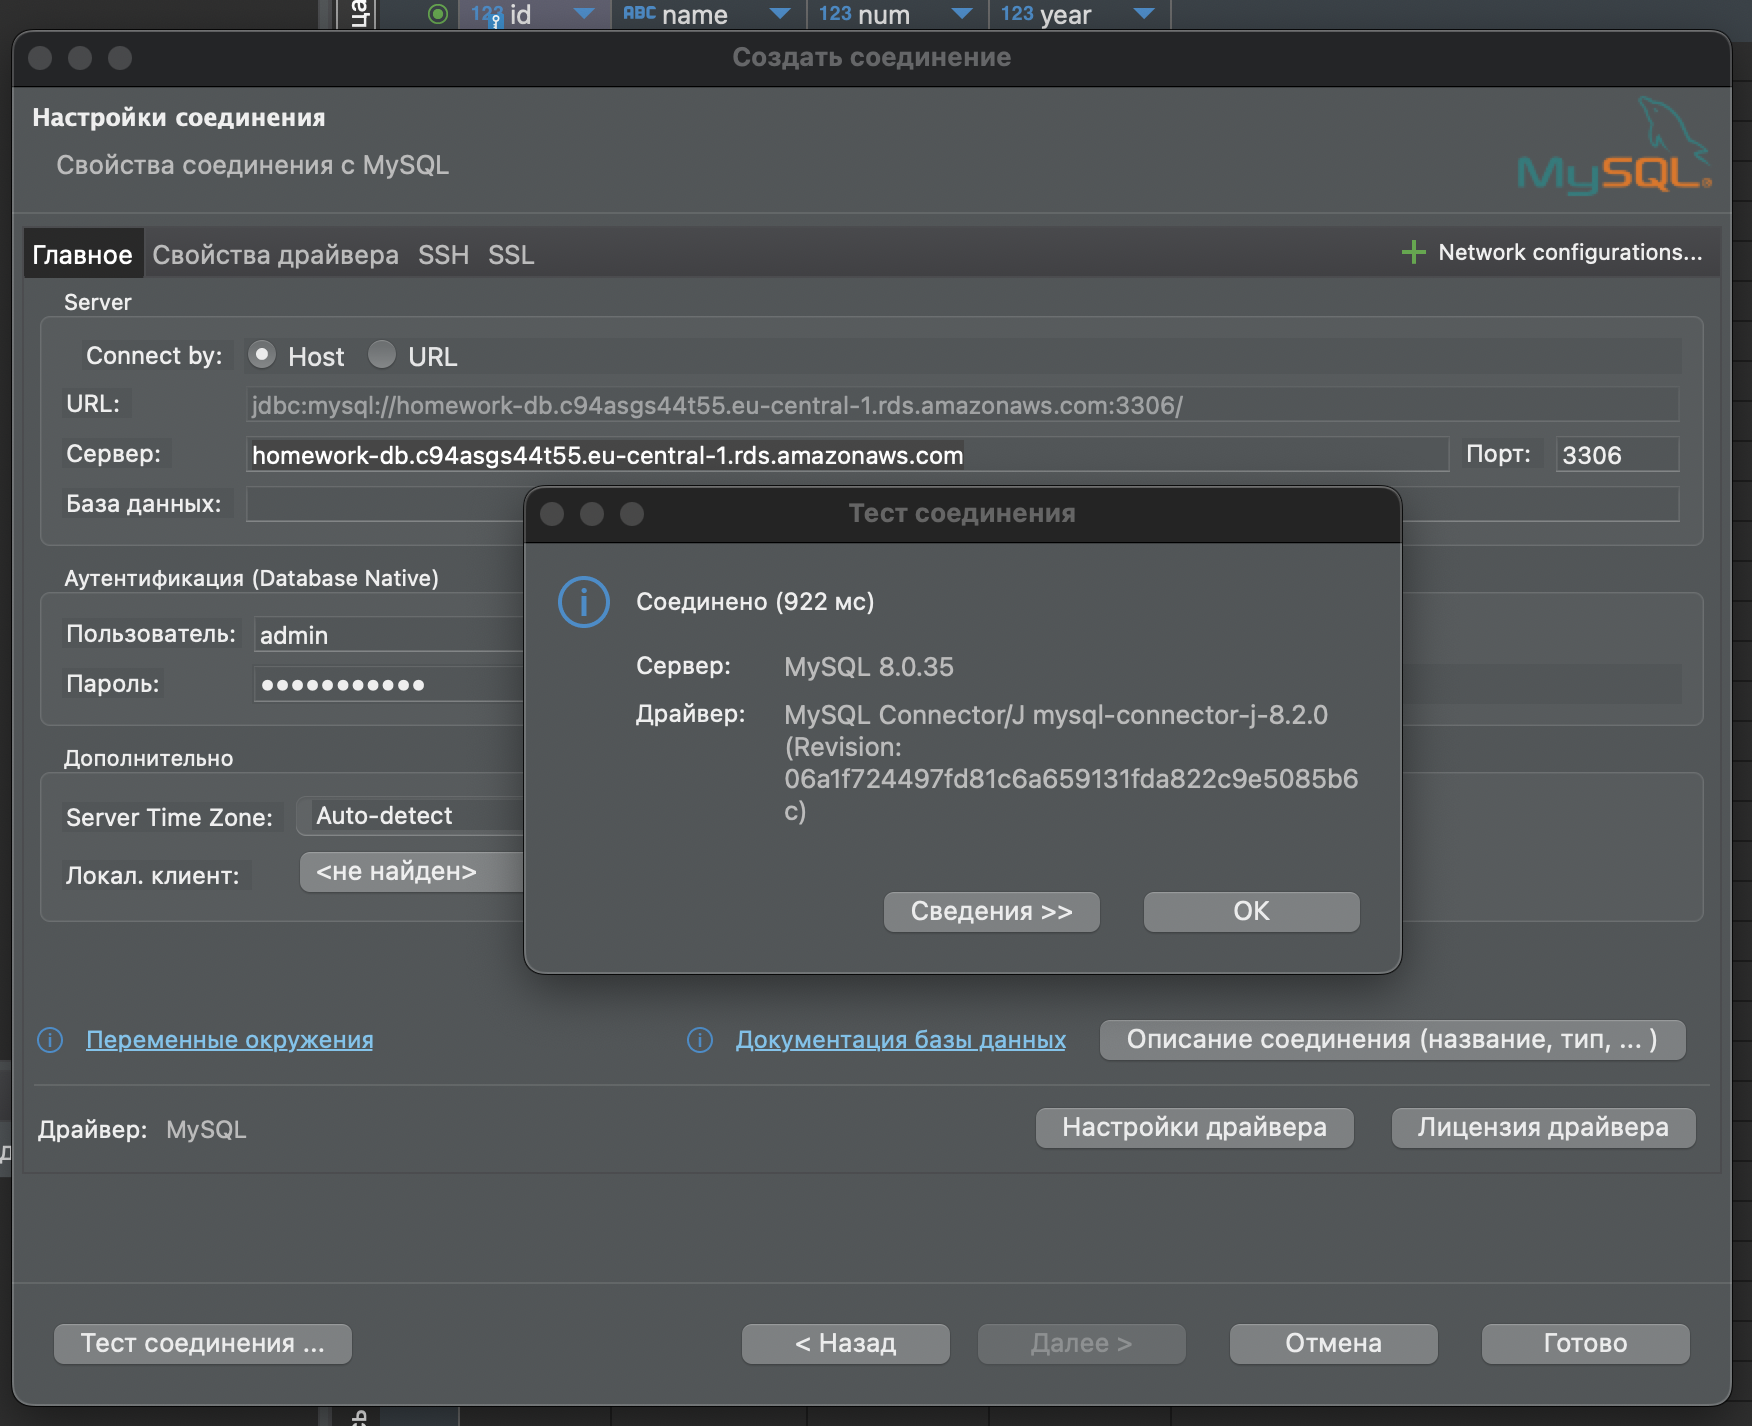 123 id
ABC name
123 num
123 year
Создать соединение
Настройки соединения
Свойства соединения с MySQL
MySQL
Главное
Свойства драйвера
SSH
SSL
Network configurations...
Server
Connect by:
Host
URL
URL:
jdbc:mysql://homework-db.c94asgs44t55.eu-central-1.rds.amazonaws.com:3306/
Сервер:
homework-db.c94asgs44t55.eu-central-1.rds.amazonaws.com
Порт:
3306
База данных:
Аутентификация (Database Native)
Пользователь:
admin
Пароль:
•••••••••••
Дополнительно
Server Time Zone:
Auto-detect
Локал. клиент:
<не найден>
Тест соединения
Соединено (922 мс)
Сервер:
MySQL 8.0.35
Драйвер:
MySQL Connector/J mysql-connector-j-8.2.0
(Revision:
06a1f724497fd81c6a659131fda822c9e5085b6
c)
Сведения >>
OK
Переменные окружения
Документация базы данных
Описание соединения (название, тип, ... )
Драйвер:
MySQL
Настройки драйвера
Лицензия драйвера
Тест соединения ...
< Назад
Далее >
Отмена
Готово